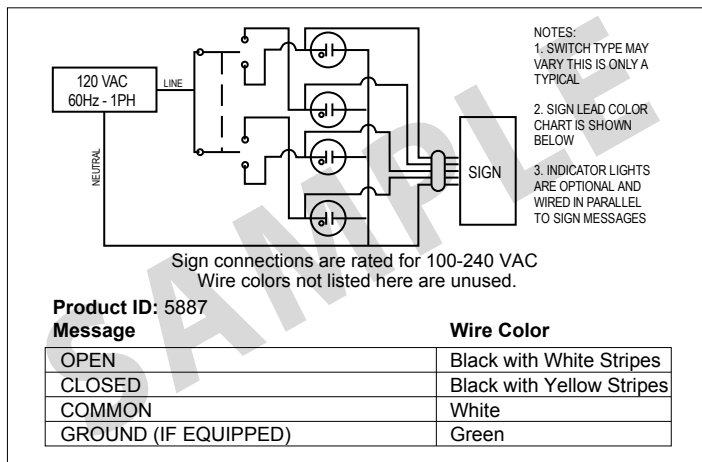 120 VAC
60Hz - 1PH
LINE
NEUTRAL
SIGN
NOTES:
1. SWITCH TYPE MAY
VARY THIS IS ONLY A
TYPICAL
2. SIGN LEAD COLOR
CHART IS SHOWN
BELOW
3. INDICATOR LIGHTS
ARE OPTIONAL AND
WIRED IN PARALLEL
TO SIGN MESSAGES
SAMPLE
Sign connections are rated for 100-240 VAC
Wire colors not listed here are unused.
Product ID: 5887
Message Wire Color
OPEN Black with White Stripes
CLOSED Black with Yellow Stripes
COMMON White
GROUND (IF EQUIPPED) Green